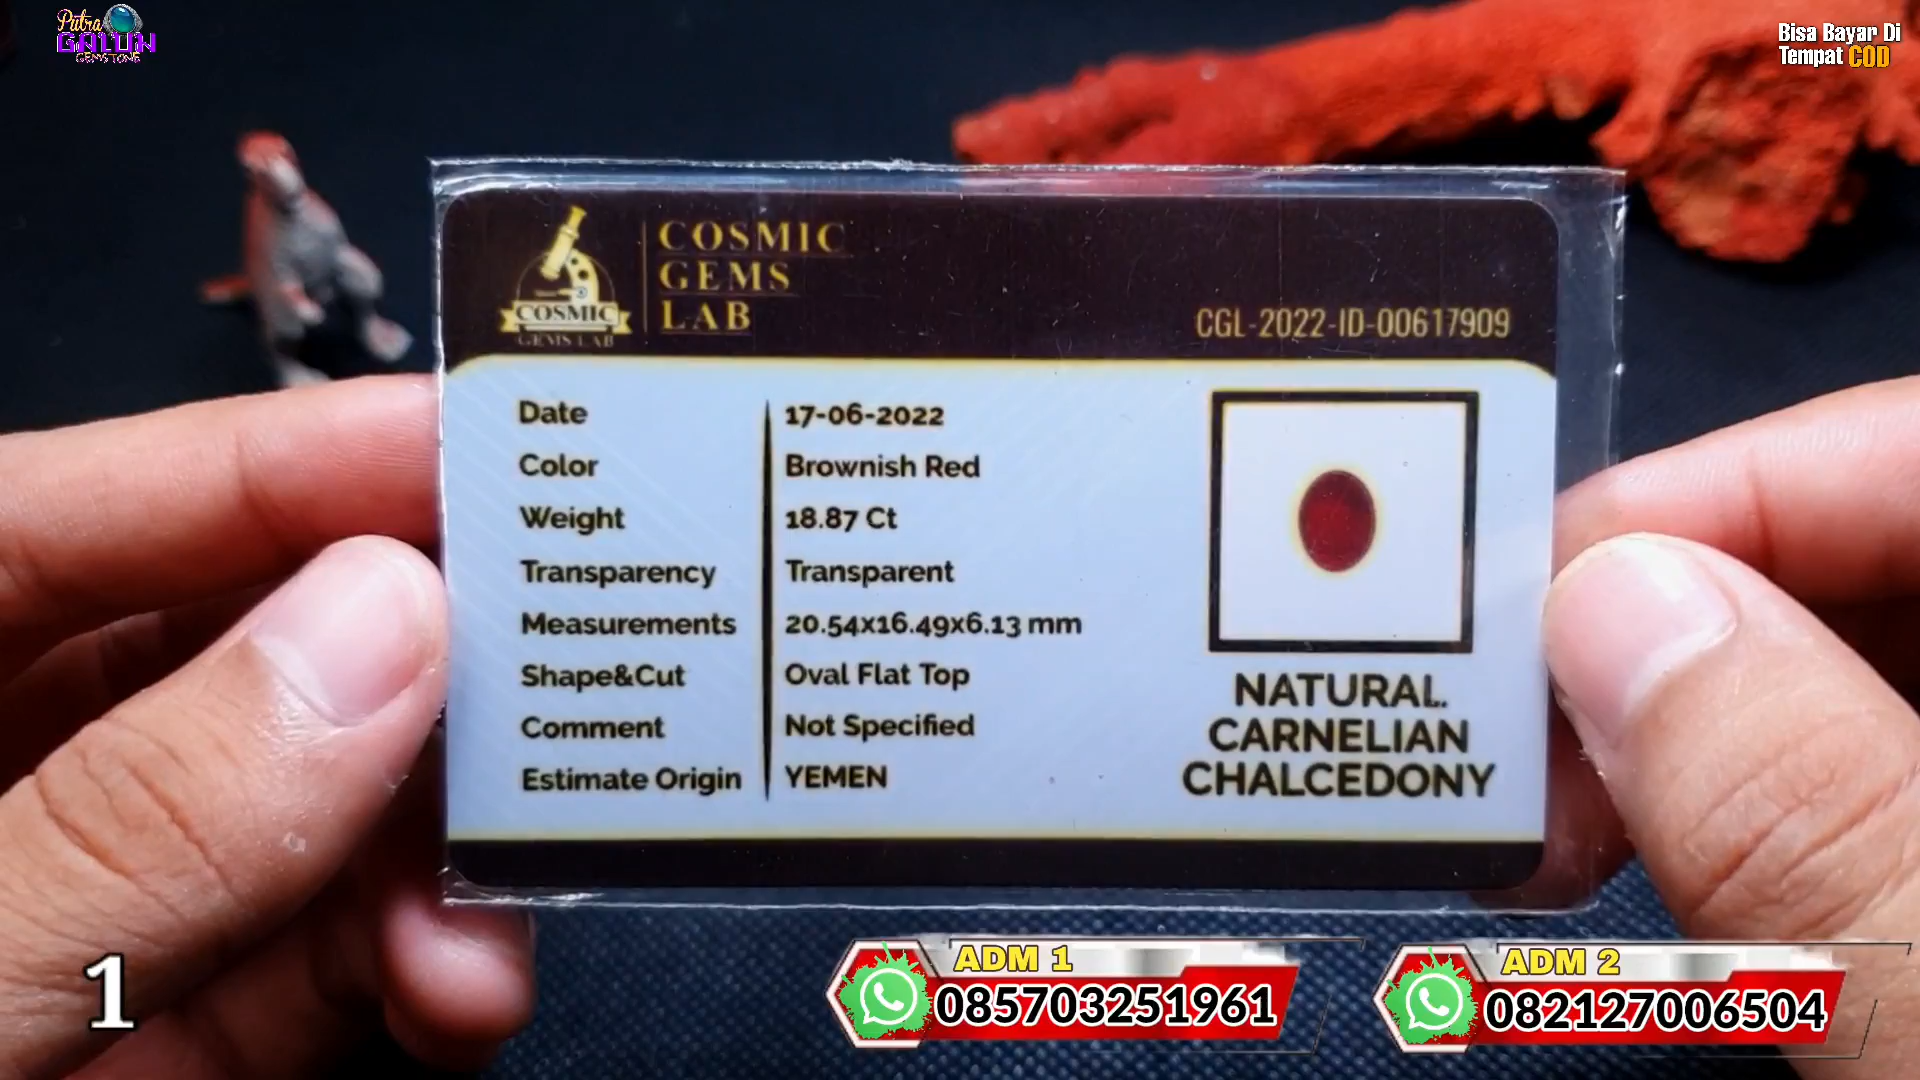 Putra
GALUH
GEMSTONE
Bisa Bayar Di
Tempat COD
COSMIC
GEMS
LAB
COSMIC
GEMS LAB
CGL-2022-ID-00617909
Date 17-06-2022
Color Brownish Red
Weight 18.87 Ct
Transparency Transparent
Measurements 20.54x16.49x6.13 mm
Shape&Cut Oval Flat Top
Comment Not Specified
Estimate Origin YEMEN
NATURAL
CARNELIAN
CHALCEDONY
1
ADM 1
085703251961
ADM 2
082127006504